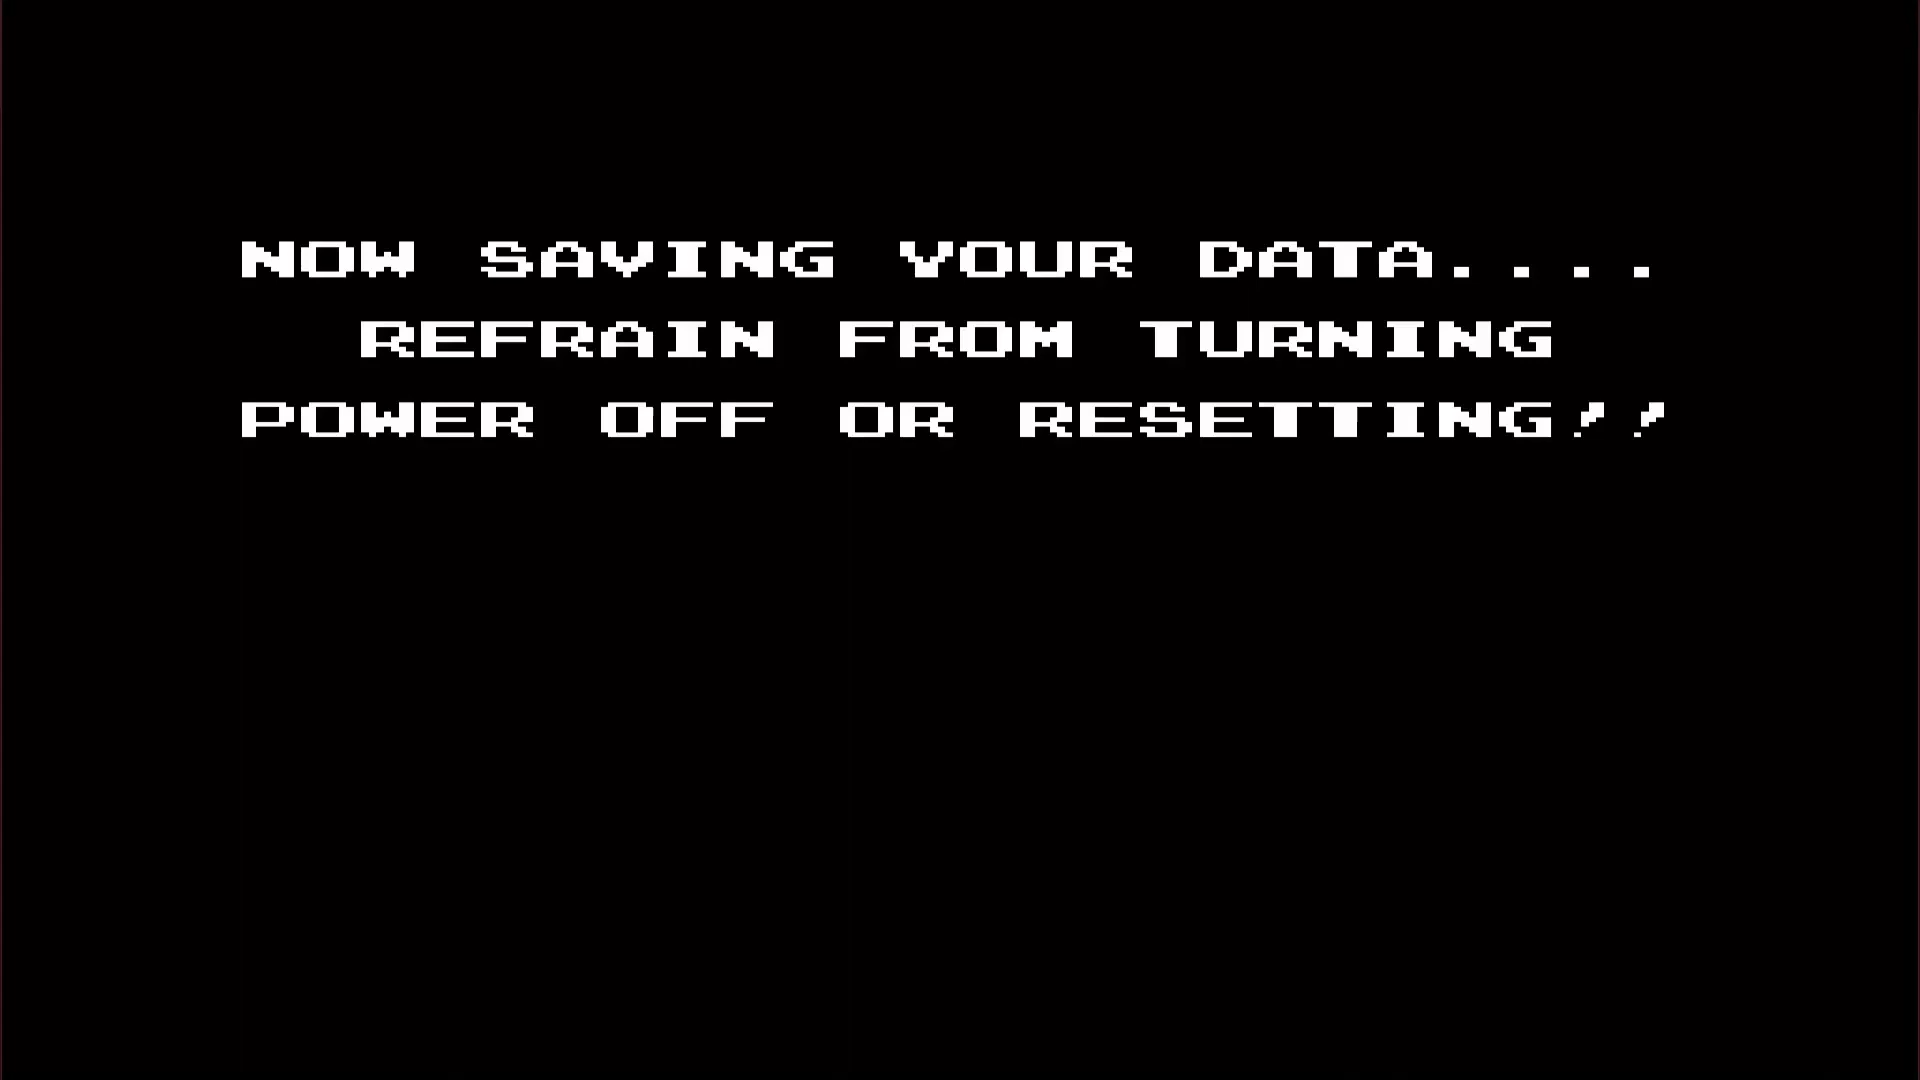 NOW SAVING YOUR DATA....
REFRAIN FROM TURNING
POWER OFF OR RESETTING!!